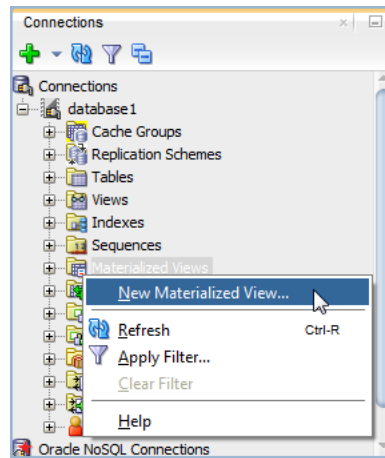 Connections
Connections
database1
Cache Groups
Replication Schemes
Tables
Views
Indexes
Sequences
Materialized Views
New Materialized View...
Refresh Ctrl-R
Apply Filter...
Clear Filter
Help
Oracle NoSQL Connections